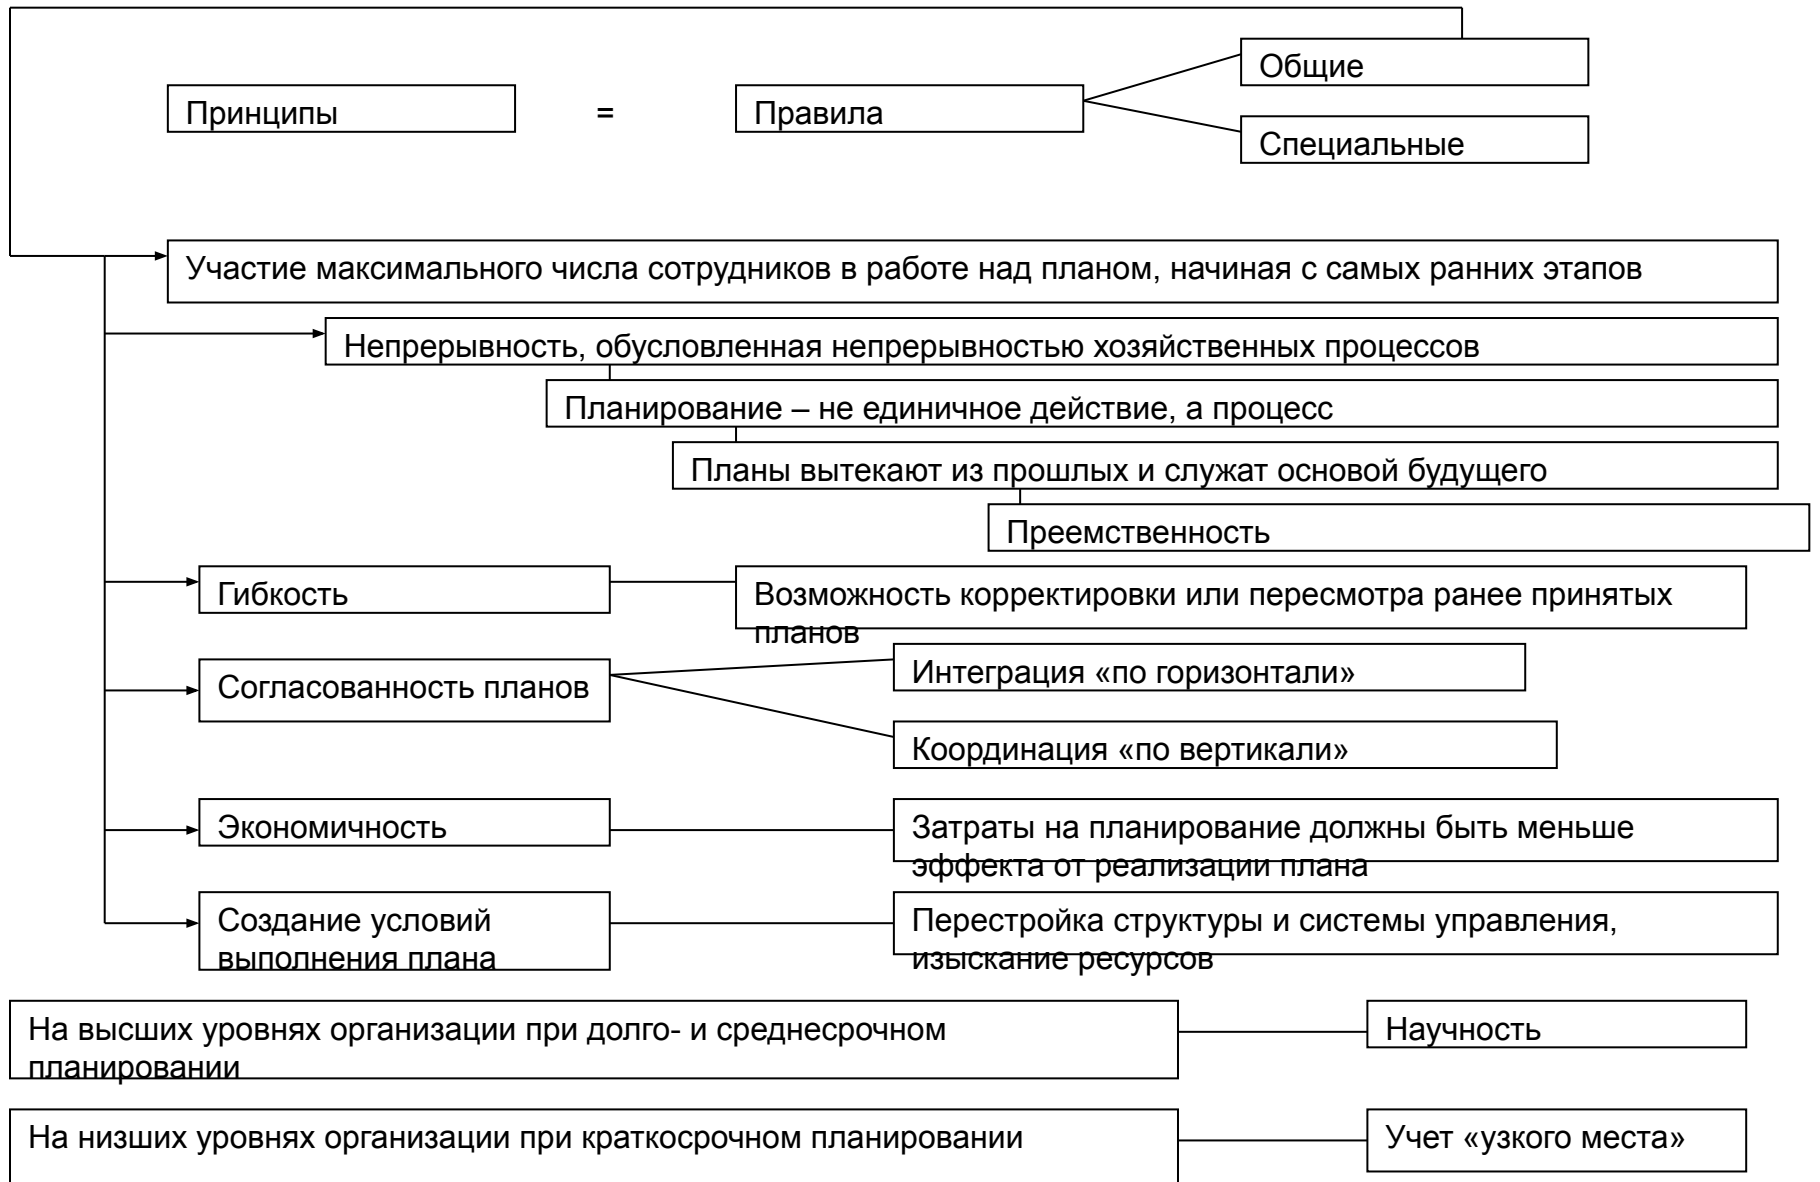 Общие
Принципы
=
Правила
Специальные
Участие максимального числа сотрудников в работе над планом, начиная с самых ранних этапов
Непрерывность, обусловленная непрерывностью хозяйственных процессов
Планирование – не единичное действие, а процесс
Планы вытекают из прошлых и служат основой будущего
Преемственность
Гибкость
Возможность корректировки или пересмотра ранее принятых
планов
Согласованность планов
Интеграция «по горизонтали»
Координация «по вертикали»
Экономичность
Затраты на планирование должны быть меньше
эффекта от реализации плана
Создание условий
выполнения плана
Перестройка структуры и системы управления,
изыскание ресурсов
На высших уровнях организации при долго- и среднесрочном
планировании
Научность
На низших уровнях организации при краткосрочном планировании
Учет «узкого места»